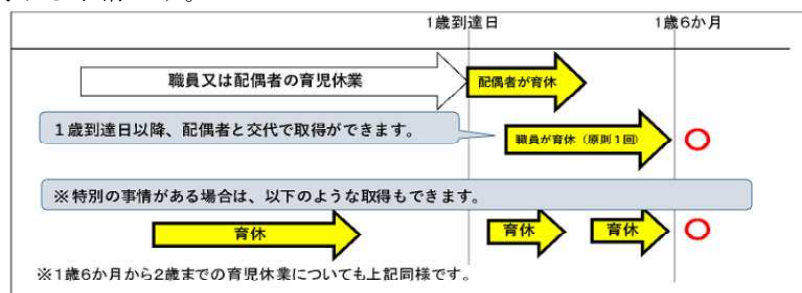 1歳到達日 1歳6か月
職員又は配偶者の育児休業 配偶者が育休
1歳到達日以降、配偶者と交代で取得ができます。
職員が育休（原則1回）
※特別の事情がある場合は、以下のような取得もできます。
育休 育休 育休
※1歳6か月から2歳までの育児休業についても上記同様です。